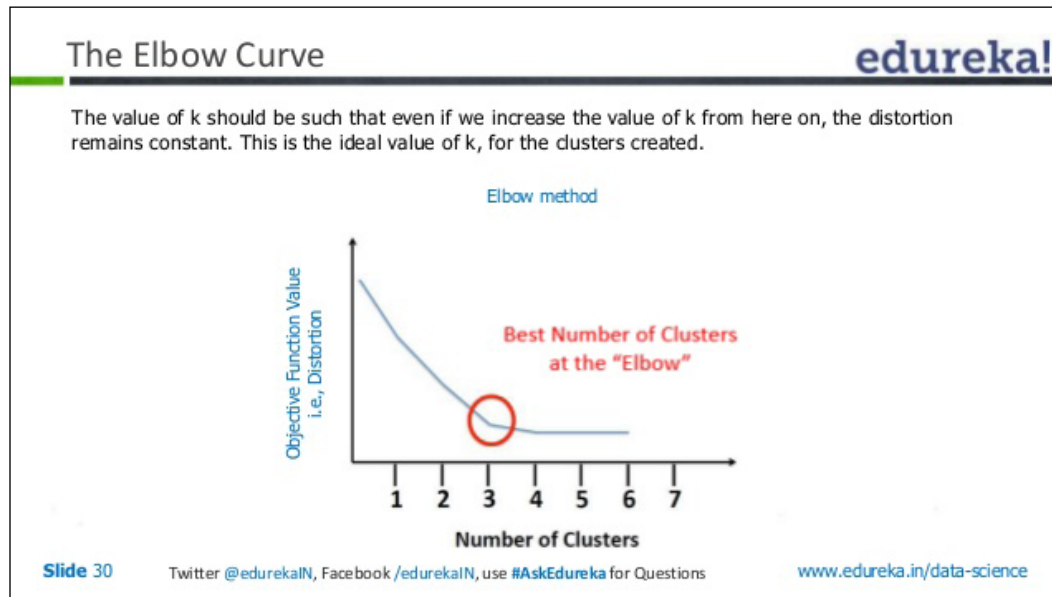 The Elbow Curve
edureka!
The value of k should be such that even if we increase the value of k from here on, the distortion
remains constant. This is the ideal value of k, for the clusters created.
Elbow method
Objective Function Value
i.e., Distortion
Best Number of Clusters
at the “Elbow”
1 2 3 4 5 6 7
Number of Clusters
Slide 30 Twitter @edurekaIN, Facebook /edurekaIN, use #AskEdureka for Questions www.edureka.in/data-science